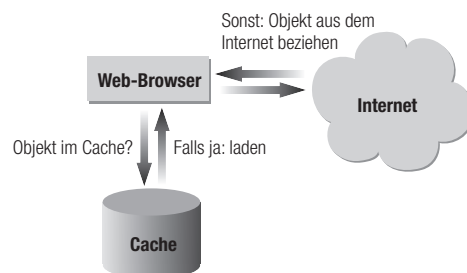 Sonst: Objekt aus dem
Internet beziehen
Web-Browser
Internet
Objekt im Cache?
Falls ja: laden
Cache